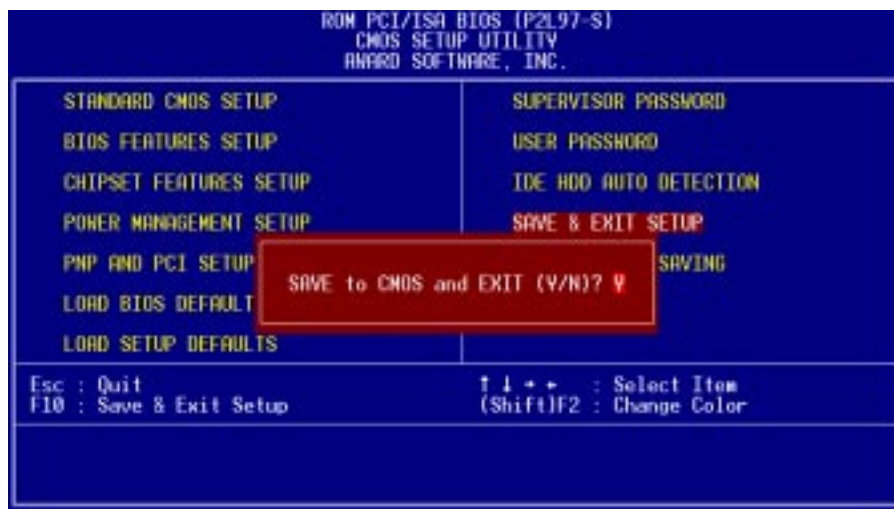 ROM PCI/ISA BIOS (P2L97-S)
CMOS SETUP UTILITY
AWARD SOFTWARE, INC.
STANDARD CMOS SETUP
BIOS FEATURES SETUP
CHIPSET FEATURES SETUP
POWER MANAGEMENT SETUP
PNP AND PCI SETUP
LOAD BIOS DEFAULT
LOAD SETUP DEFAULTS
SUPERVISOR PASSWORD
USER PASSWORD
IDE HDD AUTO DETECTION
SAVE & EXIT SETUP
SAVING
SAVE to CMOS and EXIT (Y/N)? Y
Esc : Quit
F10 : Save & Exit Setup
↑ ↓ → ← : Select Item
(Shift)F2 : Change Color